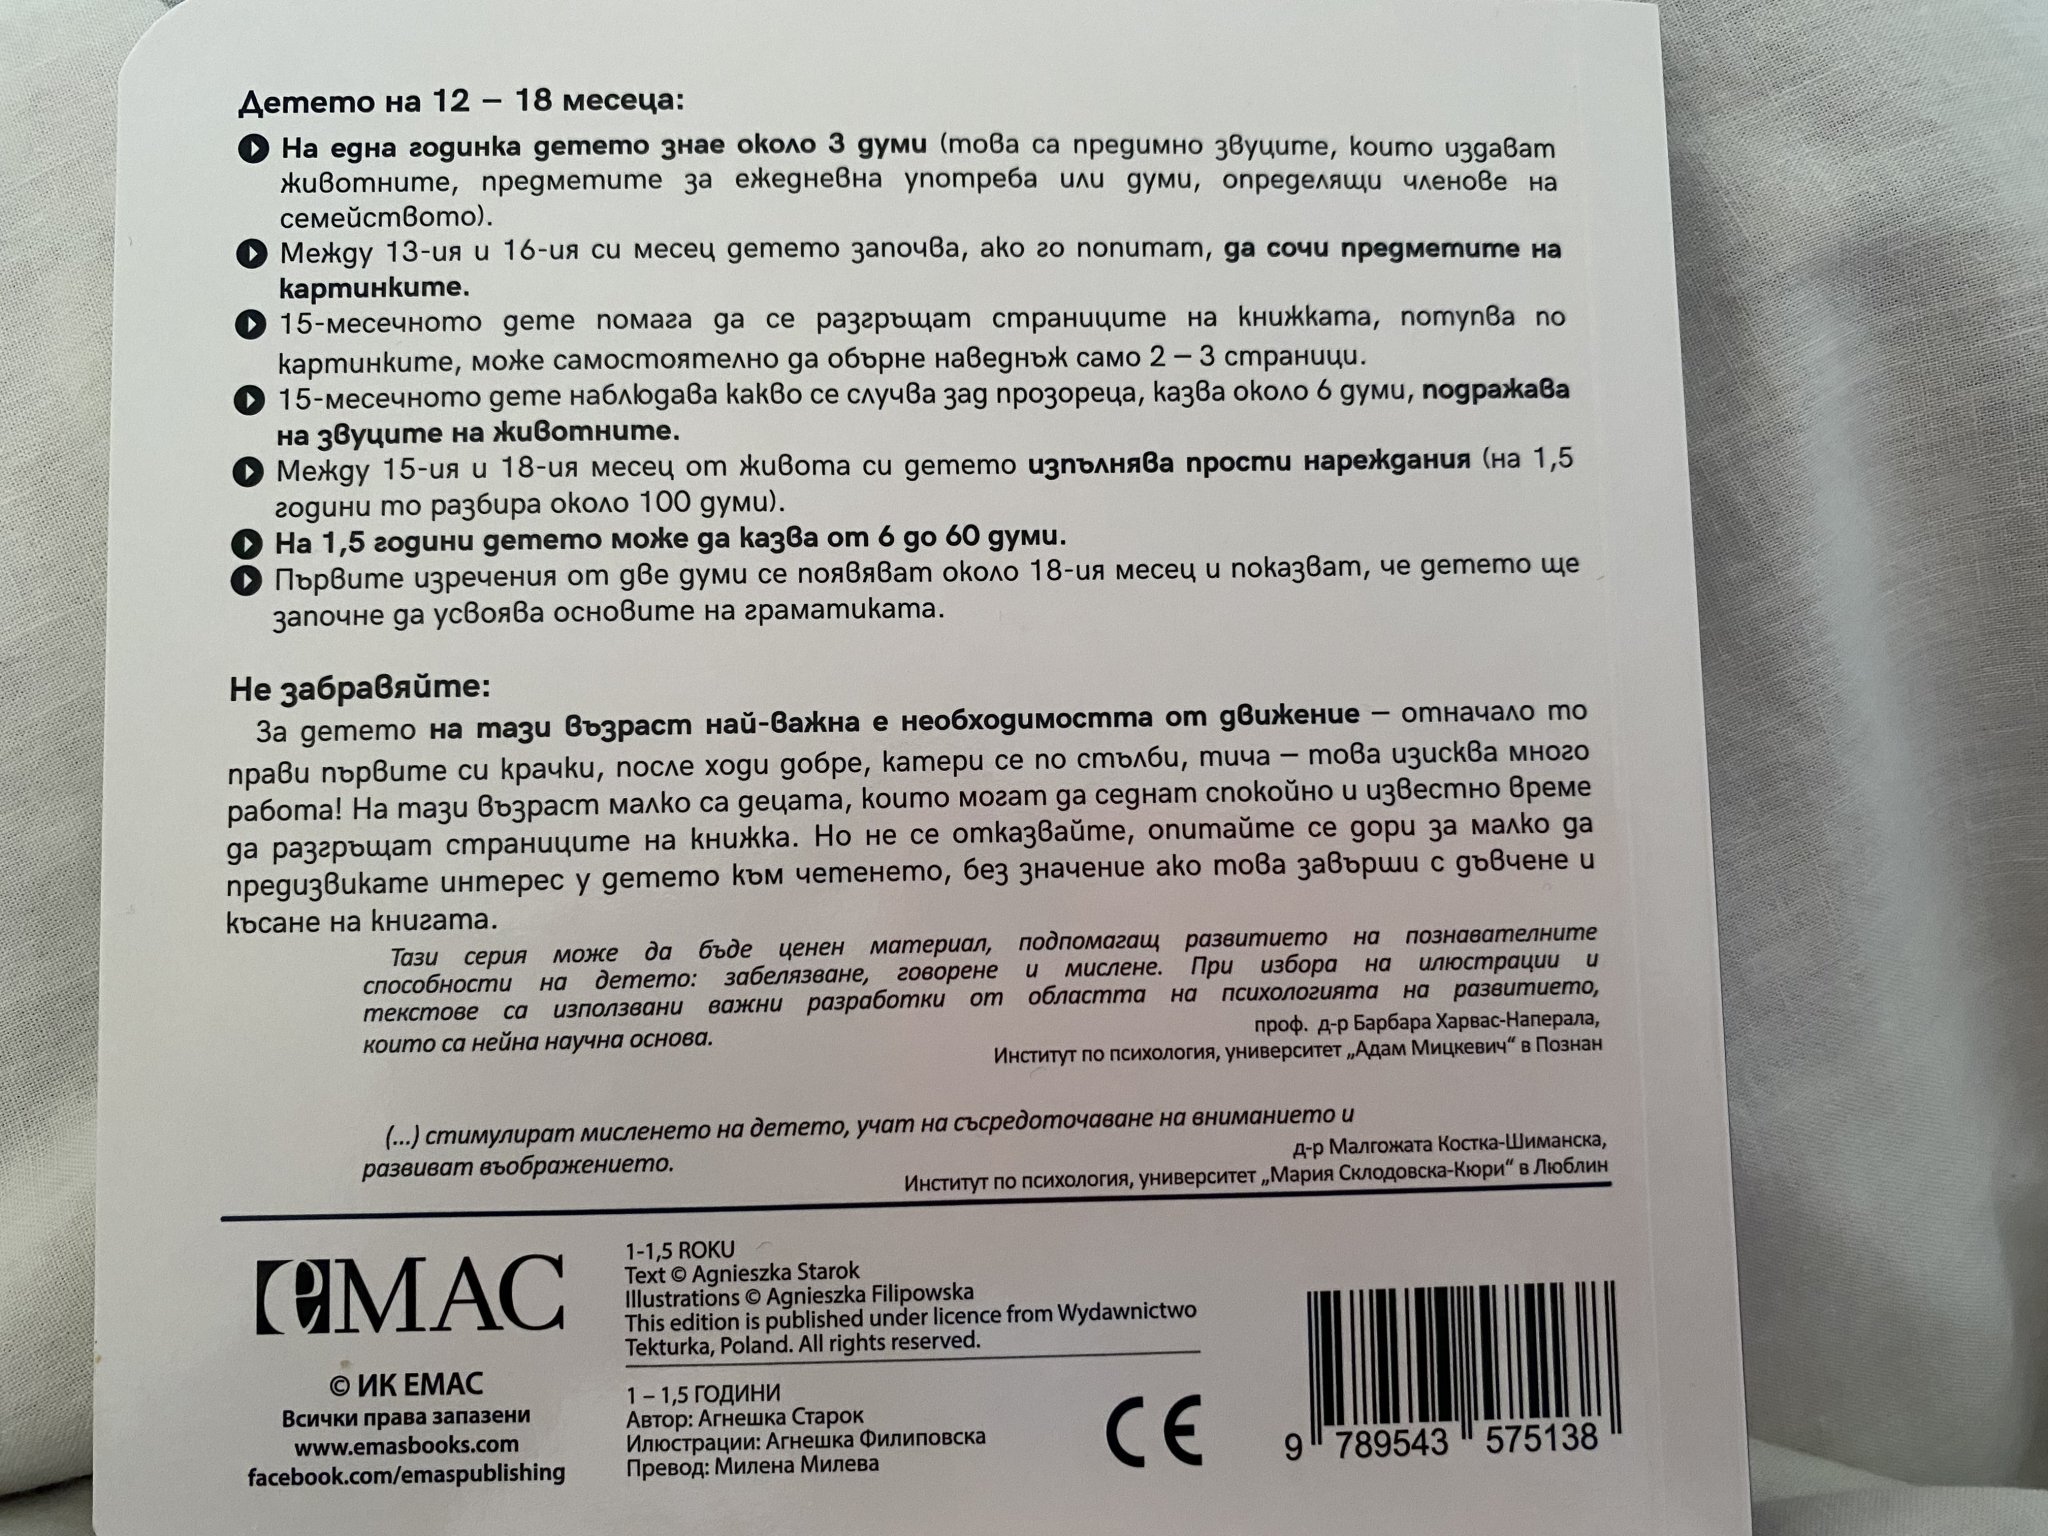 Детето на 12 – 18 месеца:
На една годинка детето знае около 3 думи (това са предимно звуците, които издават
животните, предметите за ежедневна употреба или думи, определящи членове на
семейството).
Между 13-ия и 16-ия си месец детето започва, ако го попитат, да сочи предметите на
картинките.
15-месечното дете помага да се разгръщат страниците на книжката, потупва по
картинките, може самостоятелно да обърне наведнъж само 2 – 3 страници.
15-месечното дете наблюдава какво се случва зад прозореца, казва около 6 думи, подражава
на звуците на животните.
Между 15-ия и 18-ия месец от живота си детето изпълнява прости нареждания (на 1,5
години то разбира около 100 думи).
На 1,5 години детето може да казва от 6 до 60 думи.
Първите изречения от две думи се появяват около 18-ия месец и показват, че детето ще
започне да усвоява основите на граматиката.
Не забравяйте:
За детето на тази възраст най-важна е необходимостта от движение – отначало то
прави първите си крачки, после ходи добре, катери се по стълби, тича – това изисква много
работа! На тази възраст малко са децата, които могат да седнат спокойно и известно време
да разгръщат страниците на книжка. Но не се отказвайте, опитайте се дори за малко да
предизвикате интерес у детето към четенето, без значение ако това завърши с дъвчене и
късане на книгата.
Тази серия може да бъде ценен материал, подпомагащ развитието на познавателните
способности на детето: забелязване, говорене и мислене. При избора на илюстрации и
текстове са използвани важни разработки от областта на психологията на развитието,
които са нейна научна основа.
проф. д-р Барбара Харвас-Наперала,
Институт по психология, университет „Адам Мицкевич“ в Познан
(...) стимулират мисленето на детето, учат на съсредоточаване на вниманието и
развиват въображението.
д-р Малгожата Костка-Шиманска,
Институт по психология, университет „Мария Склодовска-Кюри“ в Люблин
eMAC
© ИК ЕМАС
Всички права запазени
www.emasbooks.com
facebook.com/emaspublishing
1-1,5 ROKU
Text © Agnieszka Starok
Illustrations © Agnieszka Filipowska
This edition is published under licence from Wydawnictwo
Tekturka, Poland. All rights reserved.
1 – 1,5 ГОДИНИ
Автор: Агнешка Старок
Илюстрации: Агнешка Филиповска
Превод: Милена Милева
CE
9 789543 575138